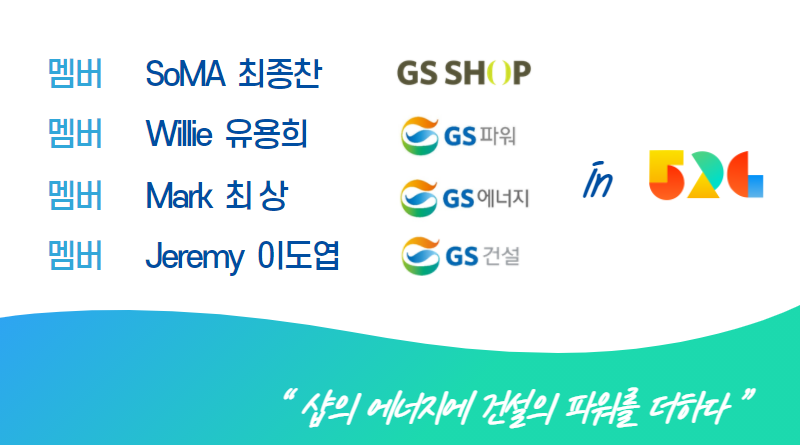 멤버 SoMA 최종찬 GS SHOP
멤버 Willie 유용희 GS 파워
멤버 Mark 최 상 GS 에너지
멤버 Jeremy 이도엽 GS 건설
in 52g
“ 샵의 에너지에 건설의 파워를 더하다 ”